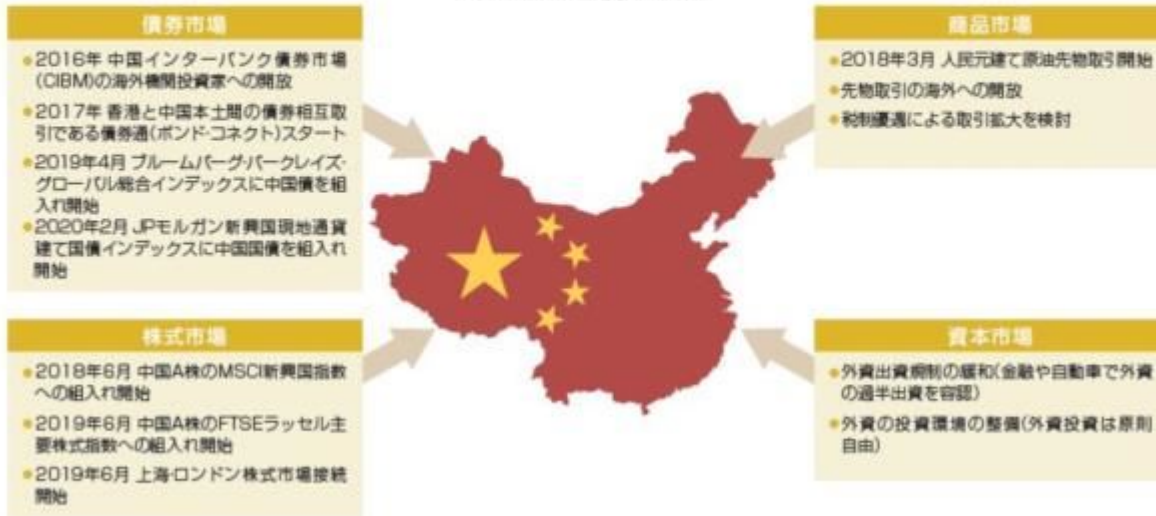 債券市場
●2016年 中国インターバンク債券市場
(CIBM)の海外機関投資家への開放
●2017年 香港と中国本土間の債券相互取
引である債券通(ボンド・コネクト)スタート
●2019年4月 ブルームバーグ・バークレイズ・
グローバル総合インデックスに中国債を組
入れ開始
●2020年2月 JPモルガン新興国現地通貨
建て国債インデックスに中国国債を組入れ
開始
株式市場
●2018年6月 中国A株のMSCI新興国指数
への組入れ開始
●2019年6月 中国A株のFTSEラッセル主
要株式指数への組入れ開始
●2019年6月 上海・ロンドン株式市場接続
開始
商品市場
●2018年3月 人民元建て原油先物取引開始
●先物取引の海外への開放
●税制優遇による取引拡大を検討
資本市場
●外資出資規制の緩和(金融や自動車で外資
の過半出資を容認)
●外資の投資環境の整備(外資投資は原則
自由)